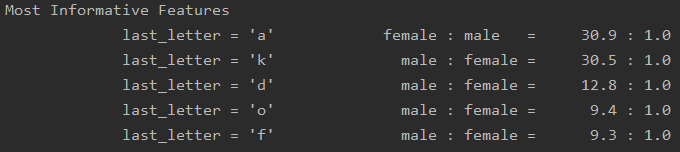 Most Informative Features
last_letter = 'a' female : male = 30.9 : 1.0
last_letter = 'k' male : female = 30.5 : 1.0
last_letter = 'd' male : female = 12.8 : 1.0
last_letter = 'o' male : female = 9.4 : 1.0
last_letter = 'f' male : female = 9.3 : 1.0